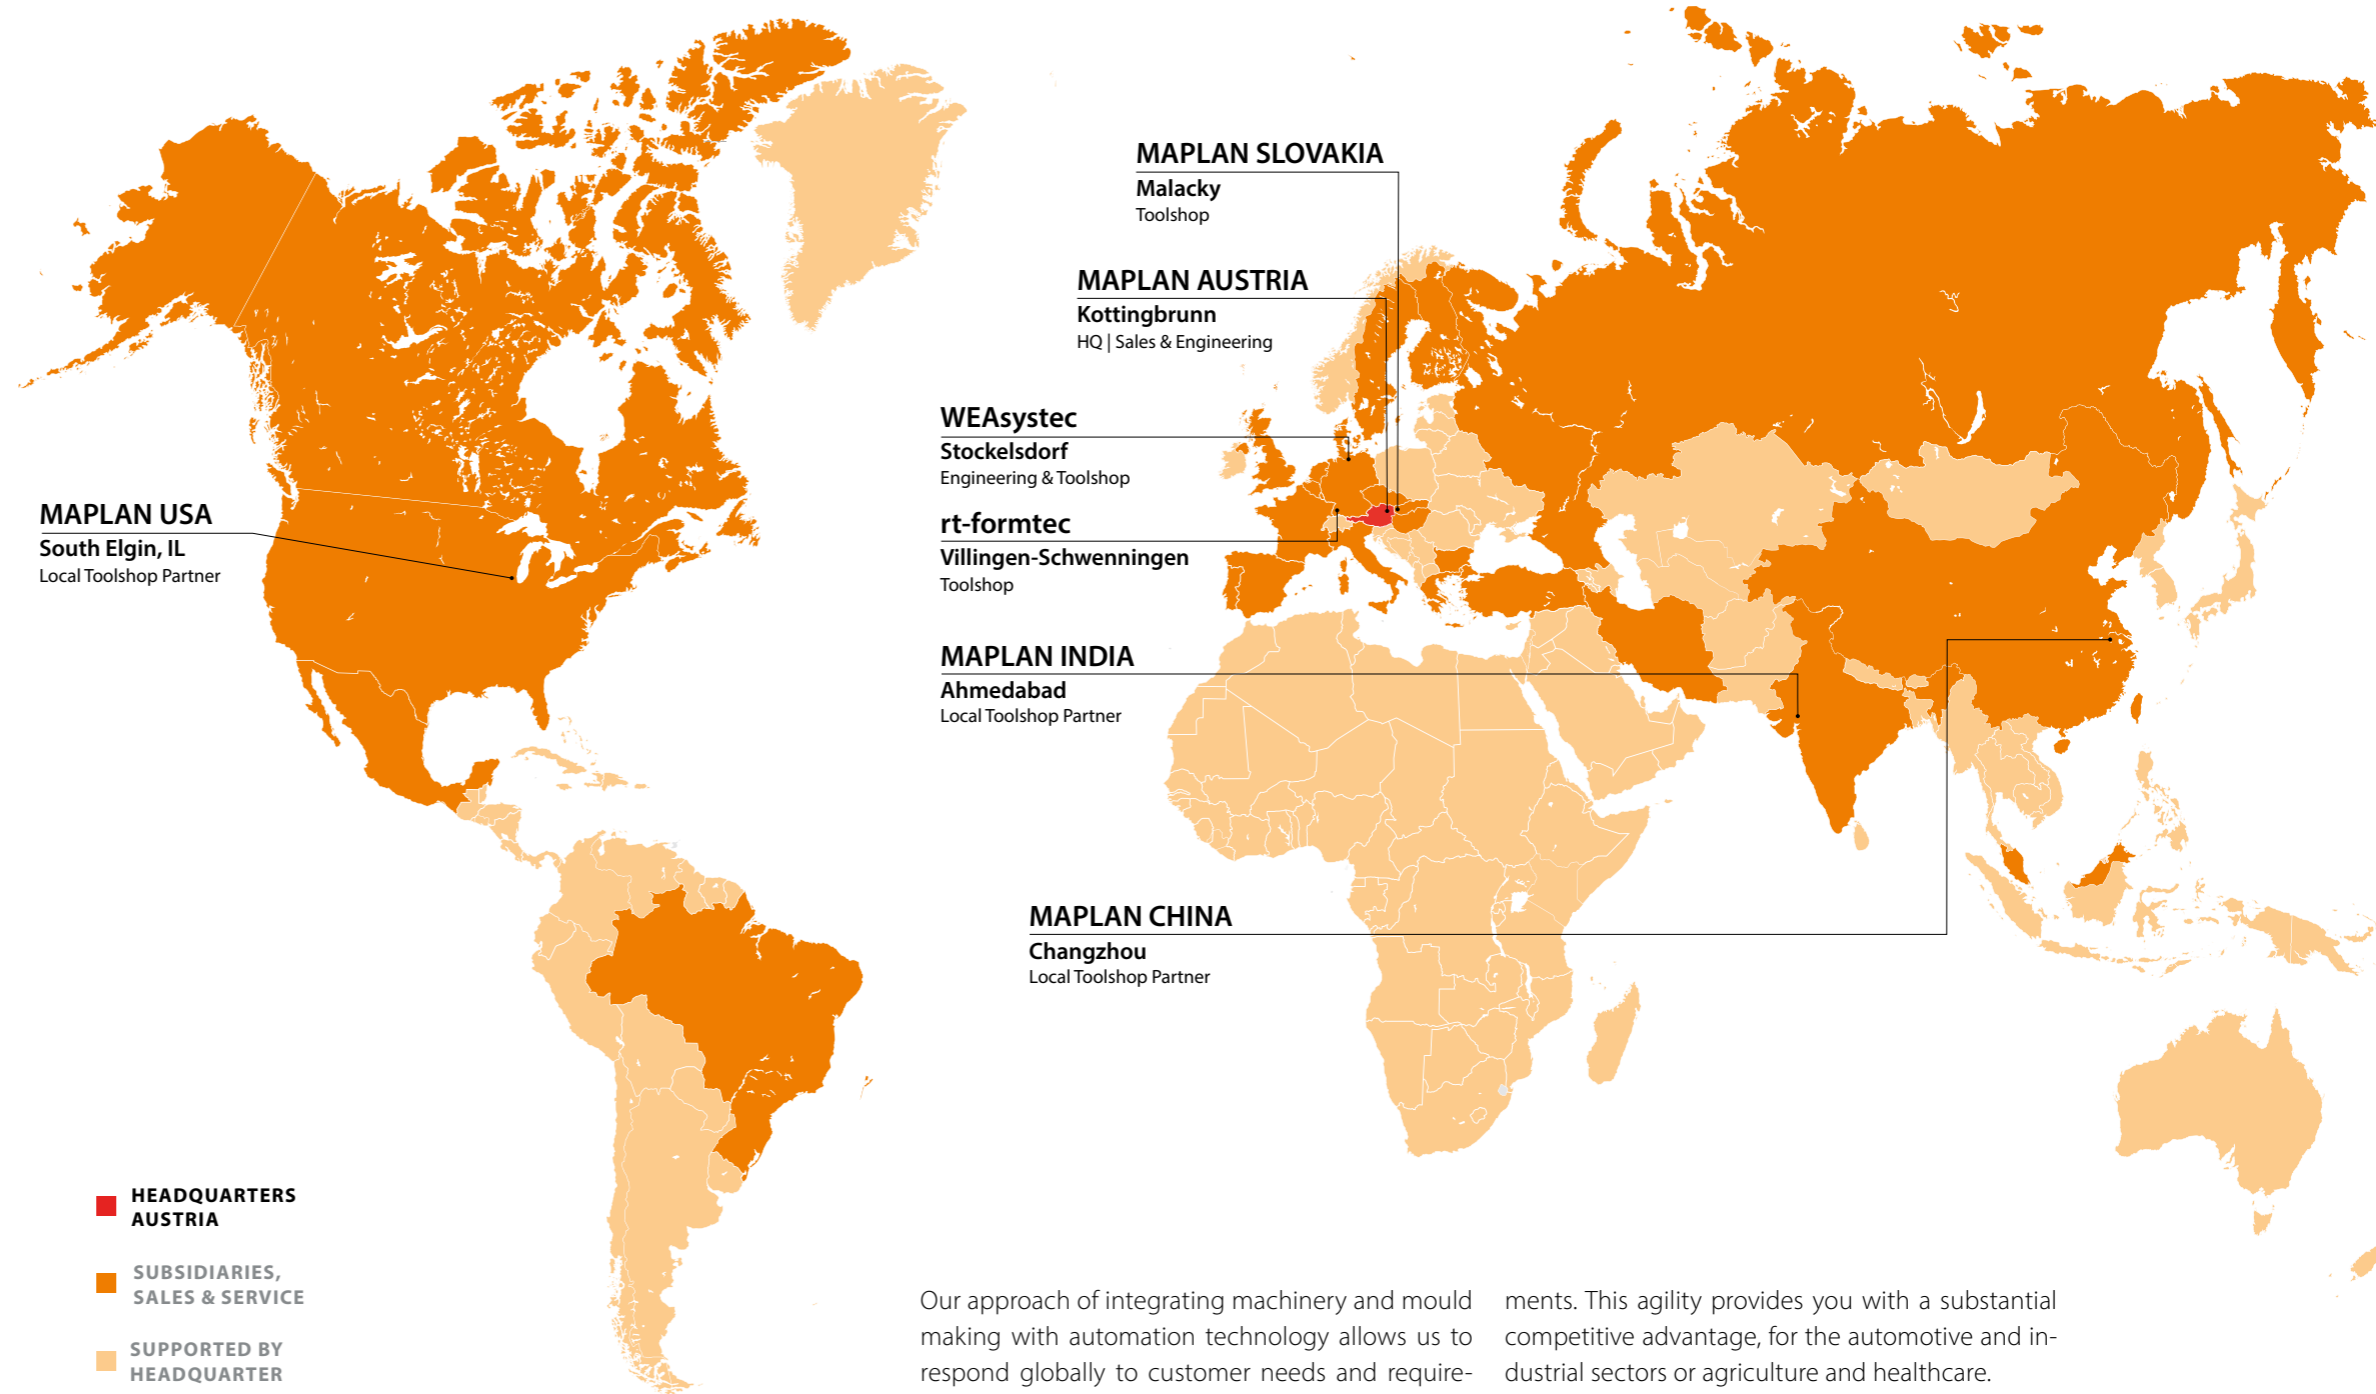 MAPLAN SLOVAKIA
Malacky
Toolshop
MAPLAN AUSTRIA
Kottingbrunn
HQ | Sales & Engineering
WEAsystec
Stockelsdorf
Engineering & Toolshop
rt-formtec
Villingen-Schwenningen
Toolshop
MAPLAN USA
South Elgin, IL
Local Toolshop Partner
MAPLAN INDIA
Ahmedabad
Local Toolshop Partner
MAPLAN CHINA
Changzhou
Local Toolshop Partner
HEADQUARTERS
AUSTRIA
SUBSIDIARIES,
SALES & SERVICE
SUPPORTED BY
HEADQUARTER
Our approach of integrating machinery and mould
making with automation technology allows us to
respond globally to customer needs and require-
ments. This agility provides you with a substantial
competitive advantage, for the automotive and in-
dustrial sectors or agriculture and healthcare.